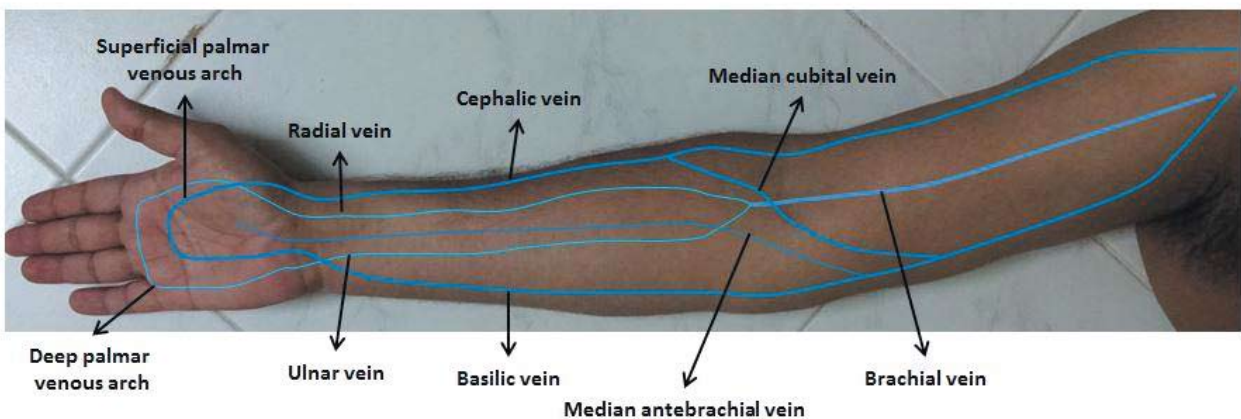 Superficial palmar
venous arch
Median cubital vein
Cephalic vein
Radial vein
Deep palmar
venous arch
Ulnar vein
Basilic vein
Brachial vein
Median antebrachial vein